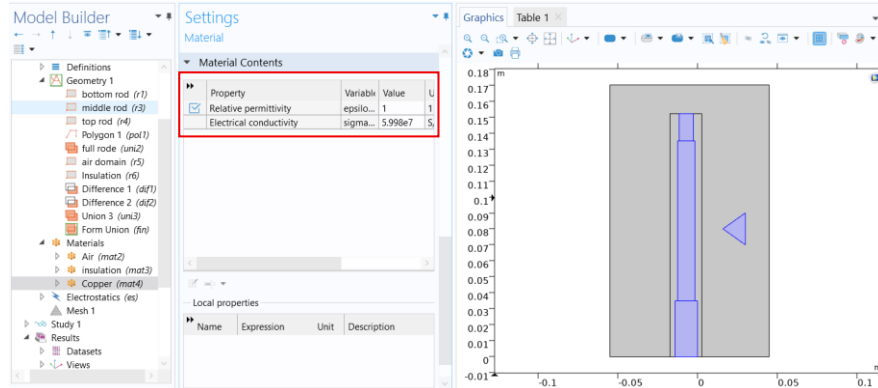 Model Builder
Definitions
Geometry 1
bottom rod (r1)
middle rod (r3)
top rod (r4)
Polygon 1 (pol1)
full rode (uni2)
air domain (r5)
Insulation (r6)
Difference 1 (dif1)
Difference 2 (dif2)
Union 3 (uni3)
Form Union (fin)
Materials
Air (mat2)
insulation (mat3)
Copper (mat4)
Electrostatics (es)
Mesh 1
Study 1
Results
Datasets
Views
Settings
Material
Material Contents
Property Variable Value U
Relative permittivity epsilo... 1 1
Electrical conductivity sigma... 5.998e7 S,
Local properties
Name Expression Unit Description
Graphics Table 1
0.18 m
0.17
0.16
0.15
0.14
0.13
0.12
0.11
0.1
0.09
0.08
0.07
0.06
0.05
0.04
0.03
0.02
0.01
0
-0.01
-0.1 -0.05 0 0.05 0.1